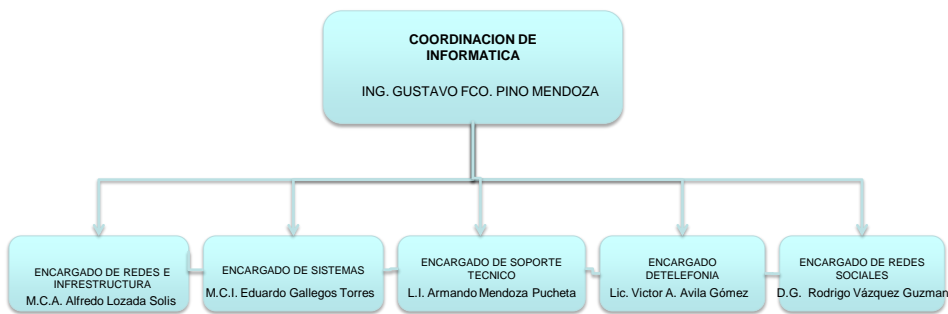 COORDINACION DE
INFORMATICA
ING. GUSTAVO FCO. PINO MENDOZA
ENCARGADO DE REDES E
INFRESTRUCTURA
M.C.A. Alfredo Lozada Solis
ENCARGADO DE SISTEMAS
M.C.I. Eduardo Gallegos Torres
ENCARGADO DE SOPORTE
TECNICO
L.I. Armando Mendoza Pucheta
ENCARGADO
DETELEFONIA
Lic. Victor A. Avila Gómez
ENCARGADO DE REDES
SOCIALES
D.G. Rodrigo Vázquez Guzman